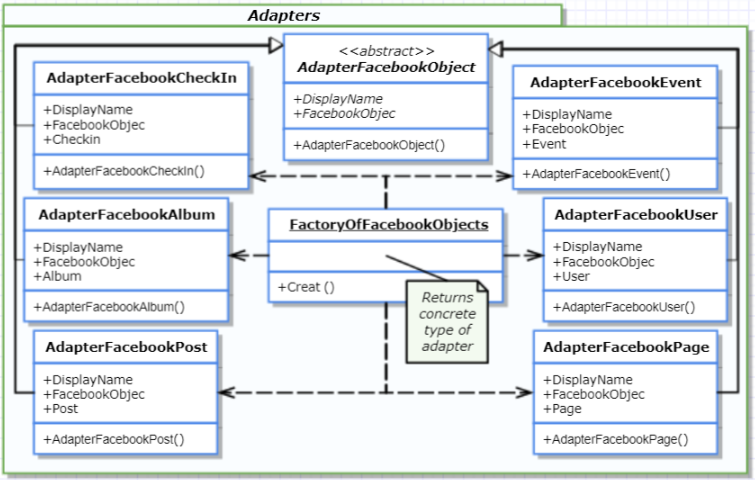 Adapters
<<abstract>>
AdapterFacebookObject
+DisplayName
+FacebookObjec
+AdapterFacebookObject()
AdapterFacebookCheckIn
+DisplayName
+FacebookObjec
+Checkin
+AdapterFacebookCheckIn()
AdapterFacebookEvent
+DisplayName
+FacebookObjec
+Event
+AdapterFacebookEvent()
AdapterFacebookAlbum
+DisplayName
+FacebookObjec
+Album
+AdapterFacebookAlbum()
FactoryOfFacebookObjects
+Creat ()
Returns
concrete
type of
adapter
AdapterFacebookUser
+DisplayName
+FacebookObjec
+User
+AdapterFacebookUser()
AdapterFacebookPost
+DisplayName
+FacebookObjec
+Post
+AdapterFacebookPost()
AdapterFacebookPage
+DisplayName
+FacebookObjec
+Page
+AdapterFacebookPage()